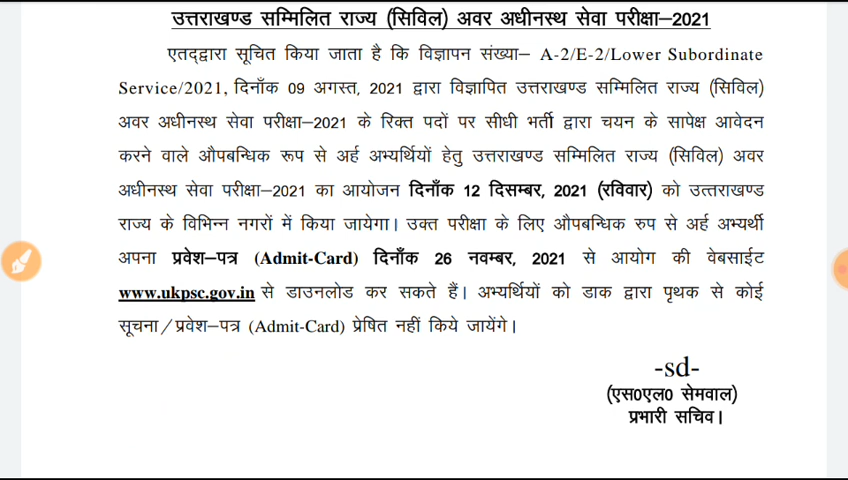 उत्तराखण्ड सम्मिलित राज्य (सिविल) अवर अधीनस्थ सेवा परीक्षा–2021
एतद्द्वारा सूचित किया जाता है कि विज्ञापन संख्या– A-2/E-2/Lower Subordinate
Service/2021, दिनाँक 09 अगस्त, 2021 द्वारा विज्ञापित उत्तराखण्ड सम्मिलित राज्य (सिविल)
अवर अधीनस्थ सेवा परीक्षा–2021 के रिक्त पदों पर सीधी भर्ती द्वारा चयन के सापेक्ष आवेदन
करने वाले औपबन्धिक रूप से अर्ह अभ्यर्थियों हेतु उत्तराखण्ड सम्मिलित राज्य (सिविल) अवर
अधीनस्थ सेवा परीक्षा–2021 का आयोजन दिनाँक 12 दिसम्बर, 2021 (रविवार) को उत्तराखण्ड
राज्य के विभिन्न नगरों में किया जायेगा। उक्त परीक्षा के लिए औपबन्धिक रुप से अर्ह अभ्यर्थी
अपना प्रवेश–पत्र (Admit-Card) दिनाँक 26 नवम्बर, 2021 से आयोग की वेबसाईट
www.ukpsc.gov.in से डाउनलोड कर सकते हैं। अभ्यर्थियों को डाक द्वारा पृथक से कोई
सूचना/प्रवेश–पत्र (Admit-Card) प्रेषित नहीं किये जायेंगे।
-sd-
(एस0एल0 सेमवाल)
प्रभारी सचिव।